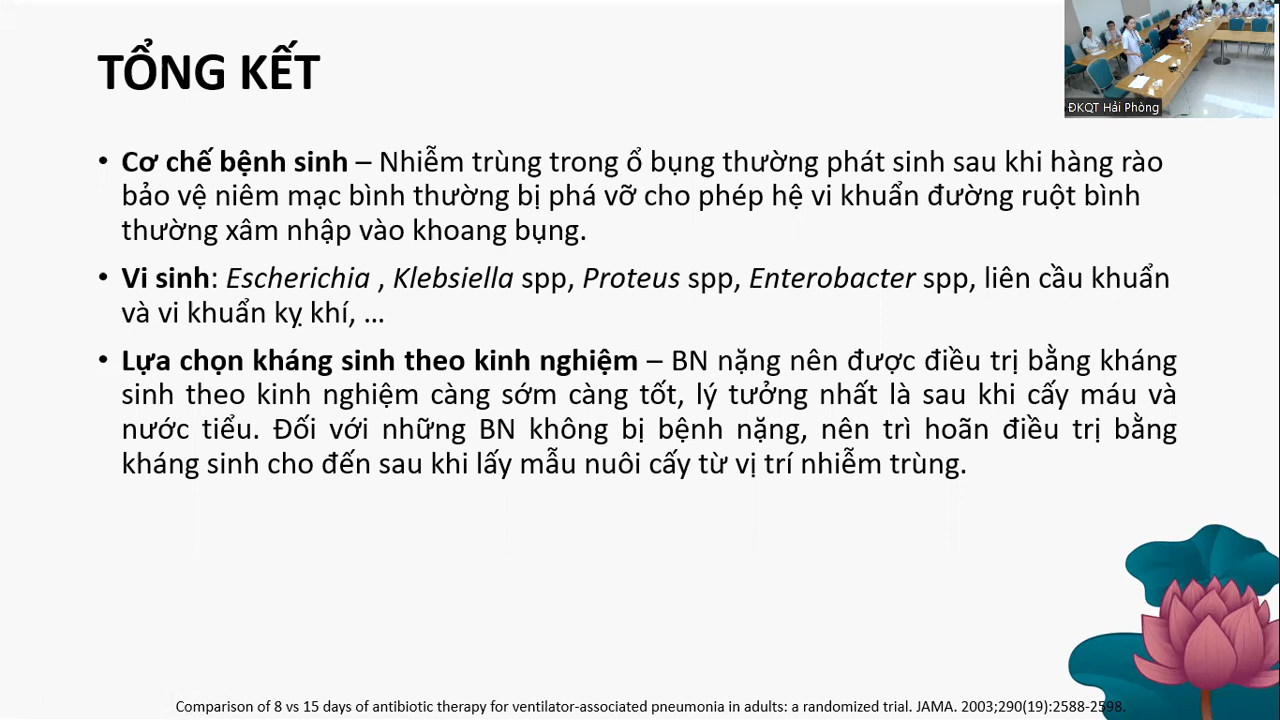 TỔNG KẾT
ĐKQT Hải Phòng
• Cơ chế bệnh sinh – Nhiễm trùng trong ổ bụng thường phát sinh sau khi hàng rào
bảo vệ niêm mạc bình thường bị phá vỡ cho phép hệ vi khuẩn đường ruột bình
thường xâm nhập vào khoang bụng.
• Vi sinh: Escherichia , Klebsiella spp, Proteus spp, Enterobacter spp, liên cầu khuẩn
và vi khuẩn kỵ khí, ...
• Lựa chọn kháng sinh theo kinh nghiệm – BN nặng nên được điều trị bằng kháng
sinh theo kinh nghiệm càng sớm càng tốt, lý tưởng nhất là sau khi cấy máu và
nước tiểu. Đối với những BN không bị bệnh nặng, nên trì hoãn điều trị bằng
kháng sinh cho đến sau khi lấy mẫu nuôi cấy từ vị trí nhiễm trùng.
Comparison of 8 vs 15 days of antibiotic therapy for ventilator-associated pneumonia in adults: a randomized trial. JAMA. 2003;290(19):2588-2598.